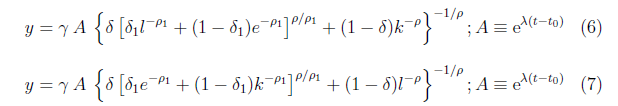 y = γ A {δ [δ₁l^{−ρ₁} + (1 − δ₁)e^{−ρ₁}]^{ρ/ρ₁} + (1 − δ)k^{−ρ}}^{−1/ρ} ; A ≡ e^{λ(t−t₀)} (6)
y = γ A {δ [δ₁e^{−ρ₁} + (1 − δ₁)k^{−ρ₁}]^{ρ/ρ₁} + (1 − δ)l^{−ρ}}^{−1/ρ} ; A ≡ e^{λ(t−t₀)} (7)